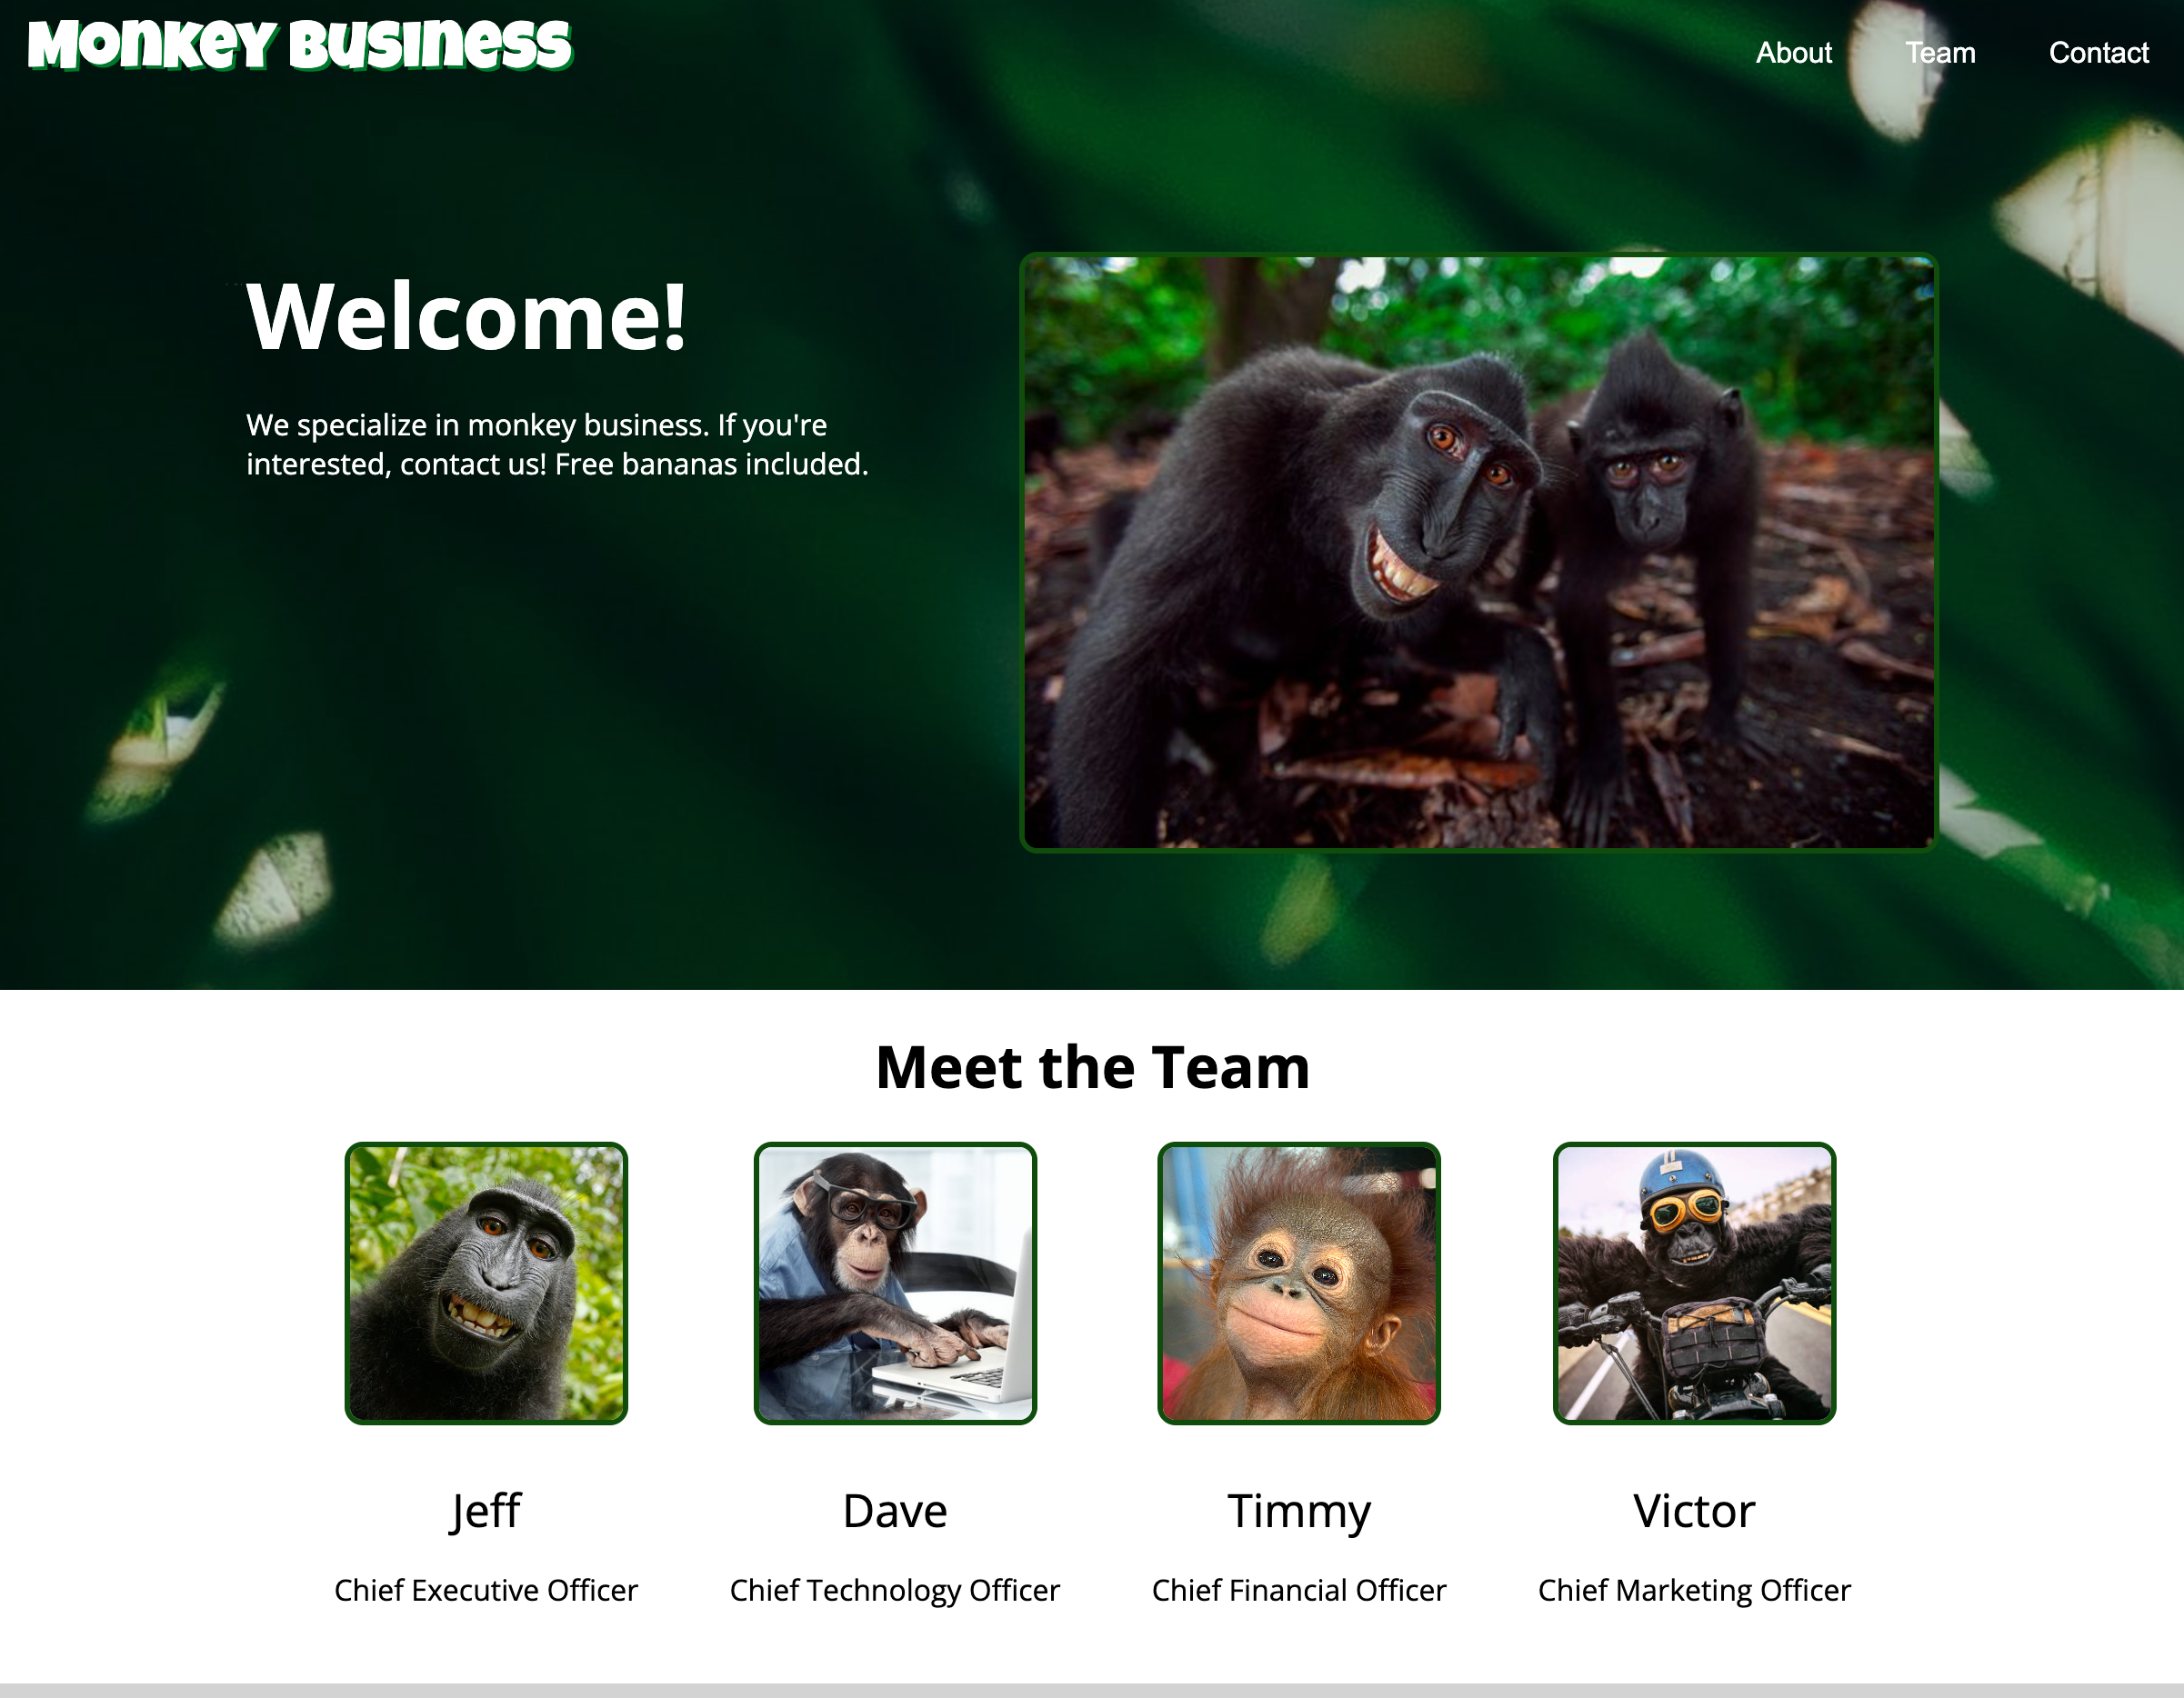 Monkey Business
About
Team
Contact
Welcome!
We specialize in monkey business. If you're
interested, contact us! Free bananas included.
Meet the Team
Jeff
Dave
Timmy
Victor
Chief Executive Officer
Chief Technology Officer
Chief Financial Officer
Chief Marketing Officer